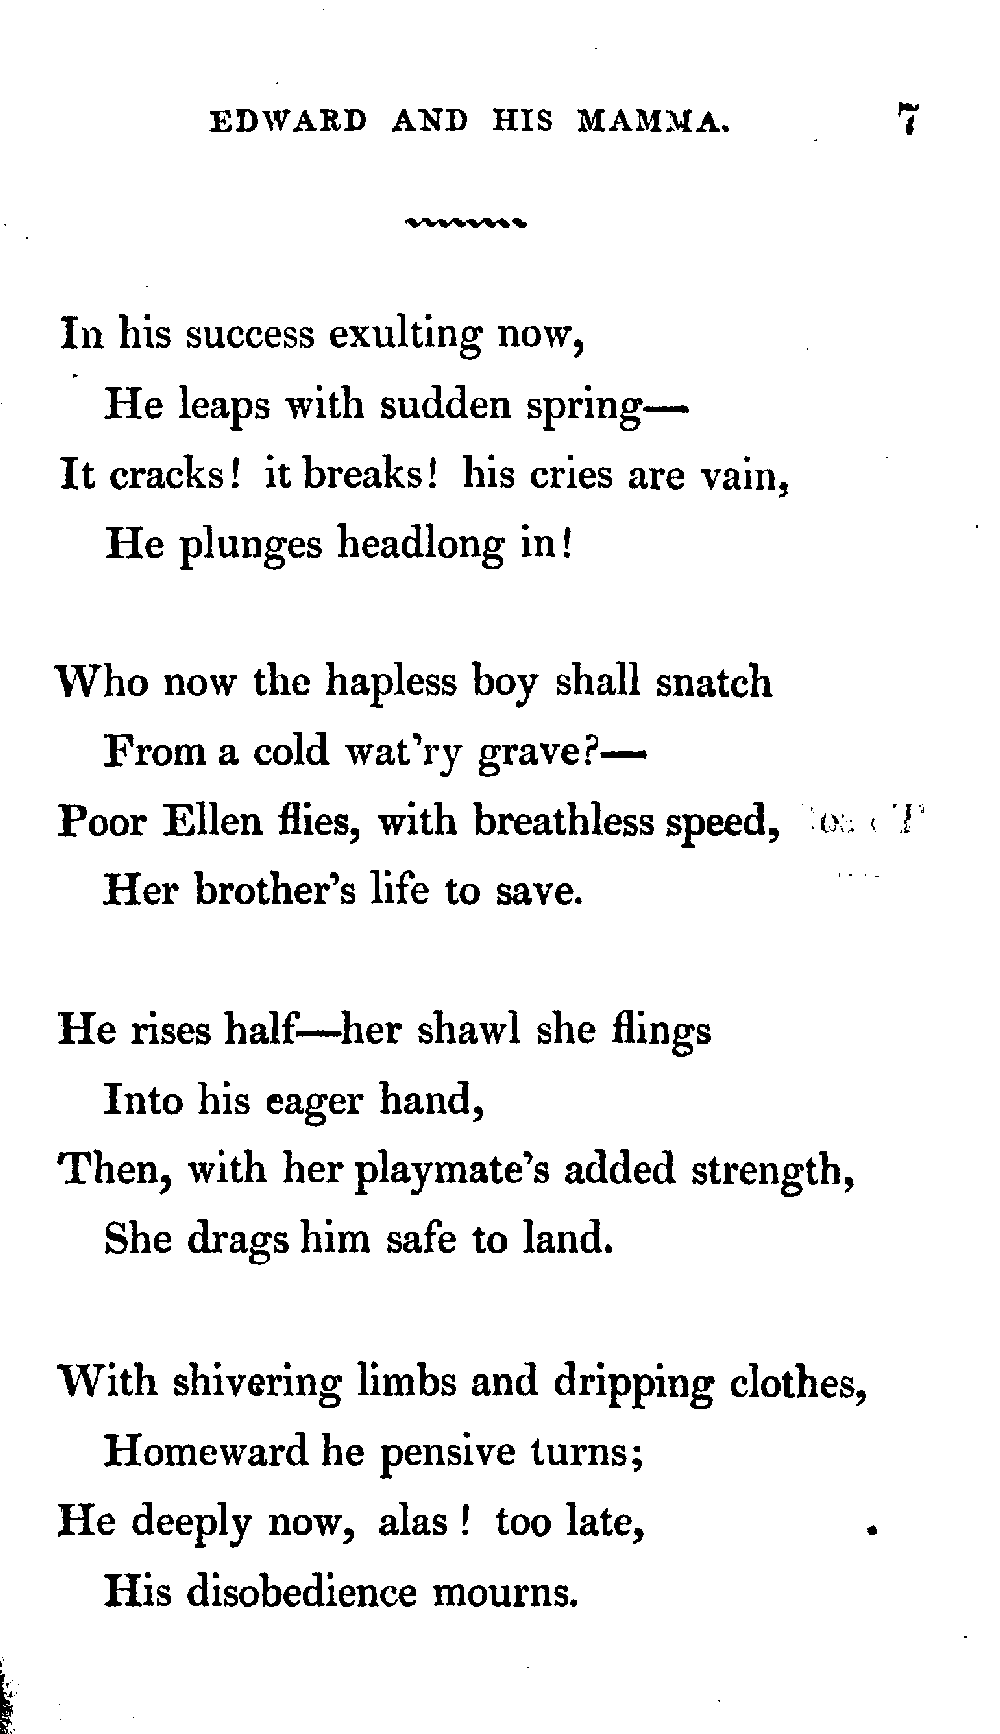 EDWARD AND HIS MAMMA. 7
In his success exulting now,
He leaps with sudden spring—
It cracks! it breaks! his cries are vain,
He plunges headlong in!
Who now the hapless boy shall snatch
From a cold wat'ry grave?—
Poor Ellen flies, with breathless speed,
Her brother's life to save.
He rises half—her shawl she flings
Into his eager hand,
Then, with her playmate's added strength,
She drags him safe to land.
With shivering limbs and dripping clothes,
Homeward he pensive turns;
He deeply now, alas! too late,
His disobedience mourns.